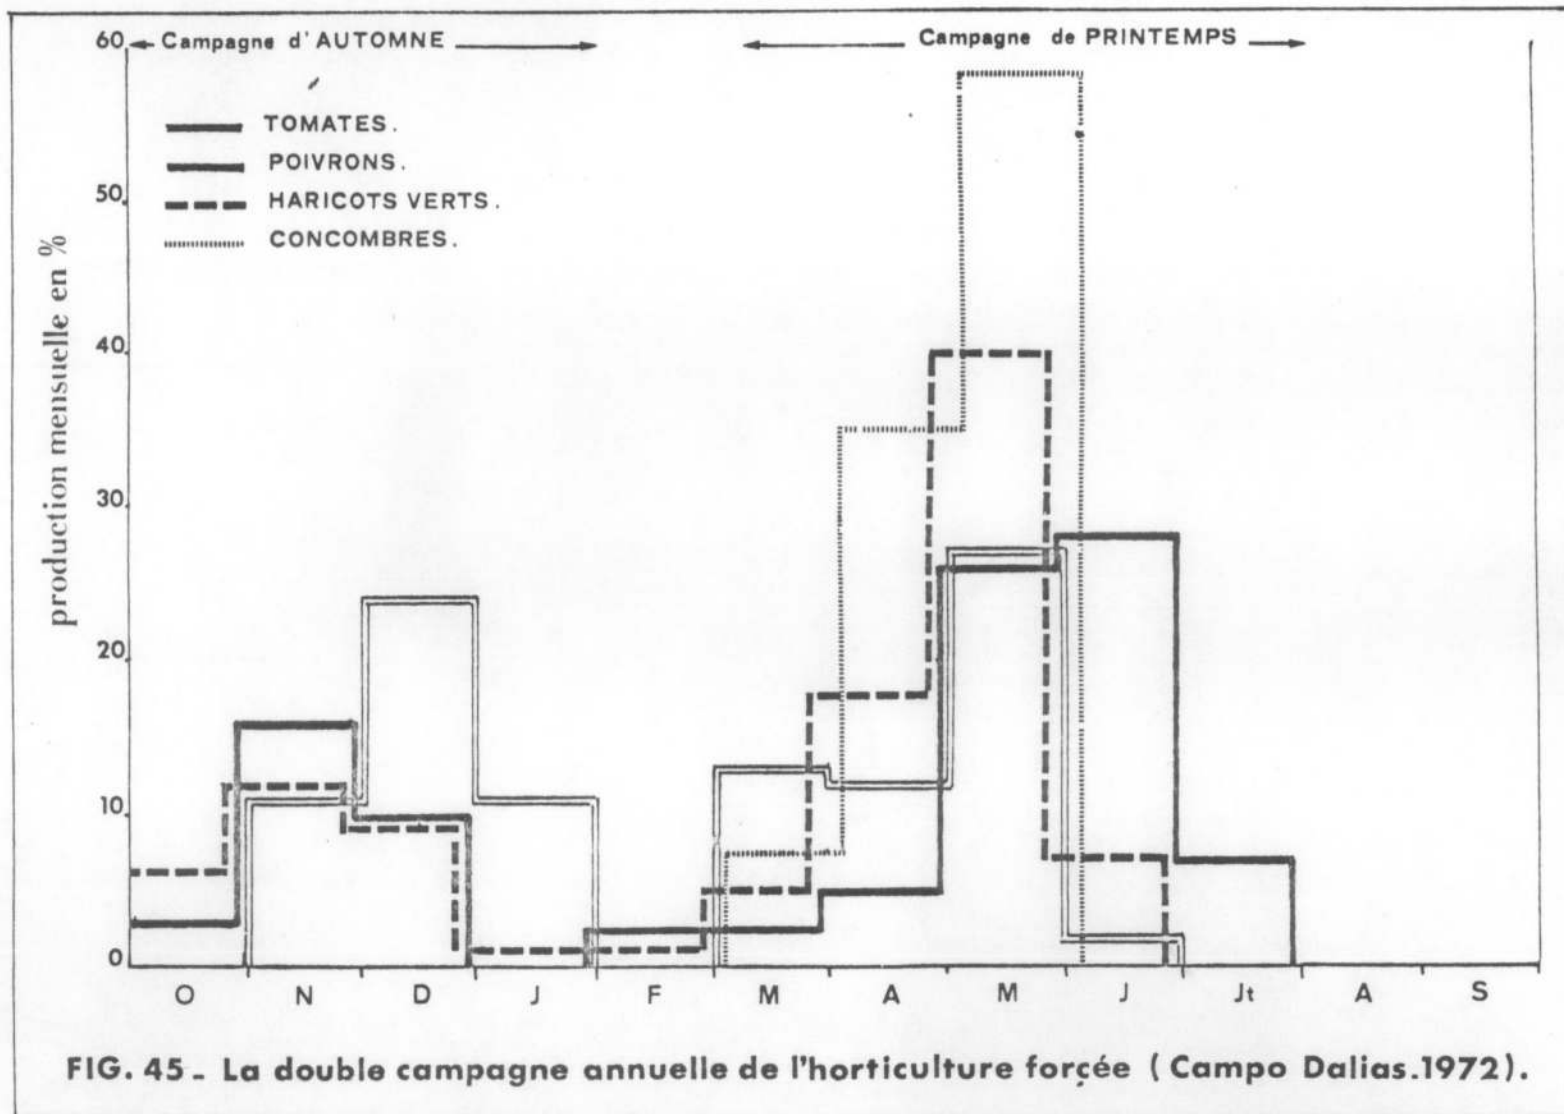 Campagne d'AUTOMNE
Campagne de PRINTEMPS
TOMATES.
POIVRONS.
HARICOTS VERTS.
CONCOMBRES.
production mensuelle en %
60
50
40
30
20
10
0
O N D J F M A M J Jt A S
FIG. 45_ La double campagne annuelle de l'horticulture forçée ( Campo Dalias.1972).